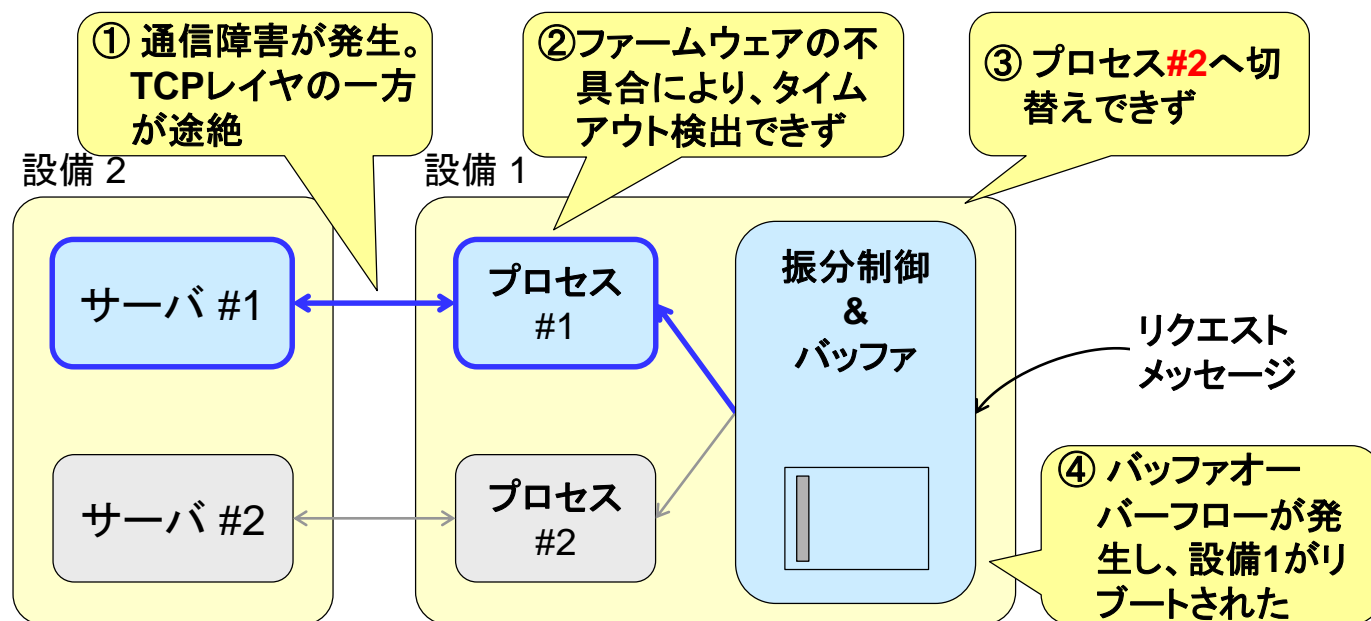 ① 通信障害が発生。
TCPレイヤの一方
が途絶
②ファームウェアの不
具合により、タイム
アウト検出できず
③ プロセス#2へ切
替えできず
設備 2
設備 1
サーバ #1
プロセス
#1
振分制御
&
バッファ
リクエスト
メッセージ
サーバ #2
プロセス
#2
④ バッファオー
バーフローが発
生し、設備1がリ
ブートされた